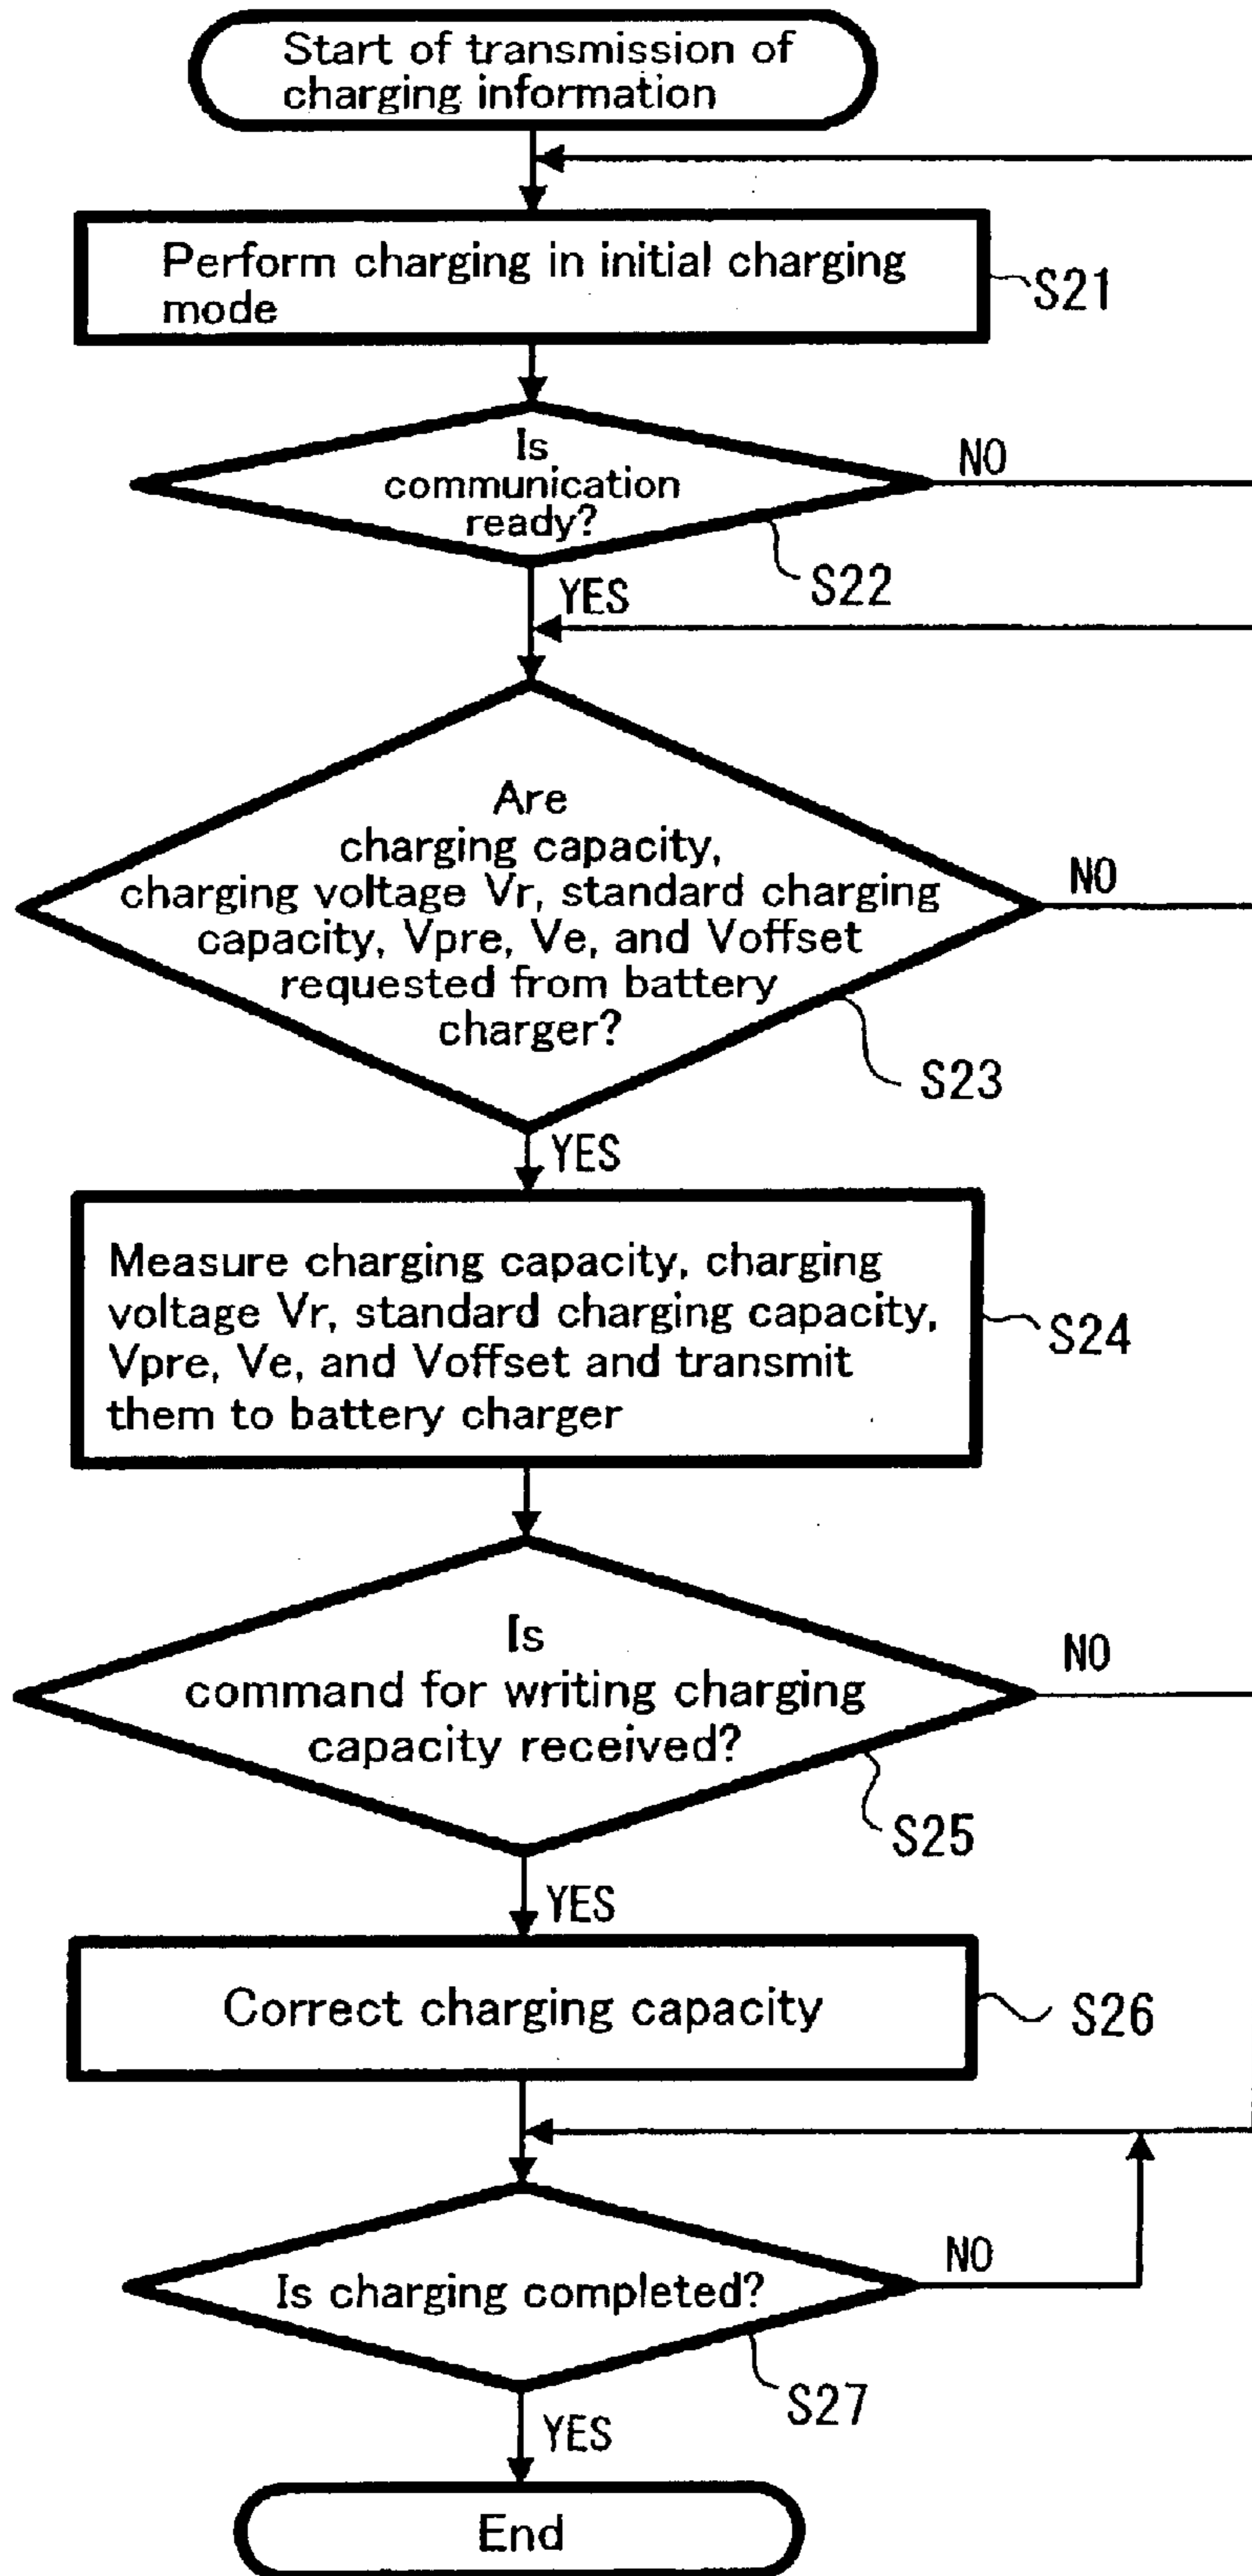 Start of transmission of
charging information
Perform charging in initial charging
mode
S21
Is
communication
ready?
NO
S22
YES
Are
charging capacity,
charging voltage Vr, standard charging
capacity, Vpre, Ve, and Voffset
requested from battery
charger?
NO
S23
YES
Measure charging capacity, charging
voltage Vr, standard charging capacity,
Vpre, Ve, and Voffset and transmit
them to battery charger
S24
Is
command for writing charging
capacity received?
NO
S25
YES
Correct charging capacity
S26
Is charging completed?
NO
S27
YES
End